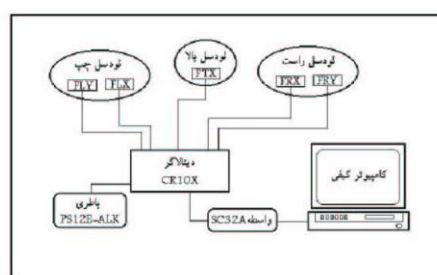 لودسل چپ
FLY FLX
لودسل بالا
FTX
لودسل راست
FRX FRY
دیتالاگر
CR10X
باطری
PS12E-ALK
واسطه SC32A
کامپیوتر کیفی